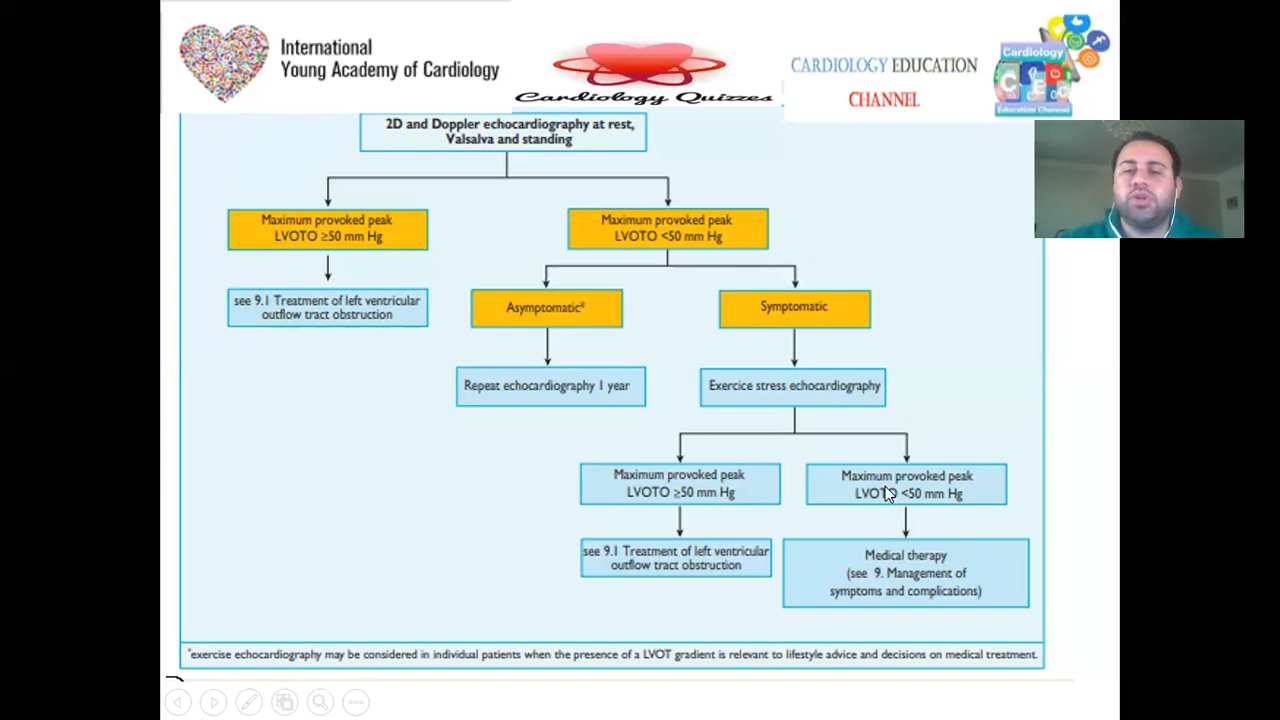 International
Young Academy of Cardiology
Cardiology Quizzes
CARDIOLOGY EDUCATION
CHANNEL
Cardiology
C E C
Education Channel
2D and Doppler echocardiography at rest,
Valsalva and standing
Maximum provoked peak
LVOTO ≥50 mm Hg
Maximum provoked peak
LVOTO <50 mm Hg
see 9.1 Treatment of left ventricular
outflow tract obstruction
Asymptomatic*
Symptomatic
Repeat echocardiography 1 year
Exercice stress echocardiography
Maximum provoked peak
LVOTO ≥50 mm Hg
Maximum provoked peak
LVOTO <50 mm Hg
see 9.1 Treatment of left ventricular
outflow tract obstruction
Medical therapy
(see 9. Management of
symptoms and complications)
*exercise echocardiography may be considered in individual patients when the presence of a LVOT gradient is relevant to lifestyle advice and decisions on medical treatment.